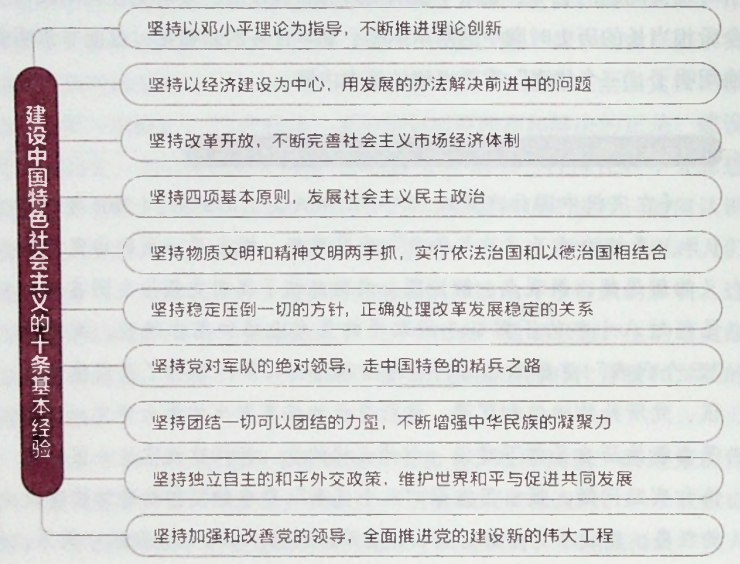 建设中国特色社会主义的十条基本经验
坚持以邓小平理论为指导，不断推进理论创新
坚持以经济建设为中心，用发展的办法解决前进中的问题
坚持改革开放，不断完善社会主义市场经济体制
坚持四项基本原则，发展社会主义民主政治
坚持物质文明和精神文明两手抓，实行依法治国和以德治国相结合
坚持稳定压倒一切的方针，正确处理改革发展稳定的关系
坚持党对军队的绝对领导，走中国特色的精兵之路
坚持团结一切可以团结的力量，不断增强中华民族的凝聚力
坚持独立自主的和平外交政策，维护世界和平与促进共同发展
坚持加强和改善党的领导，全面推进党的建设新的伟大工程